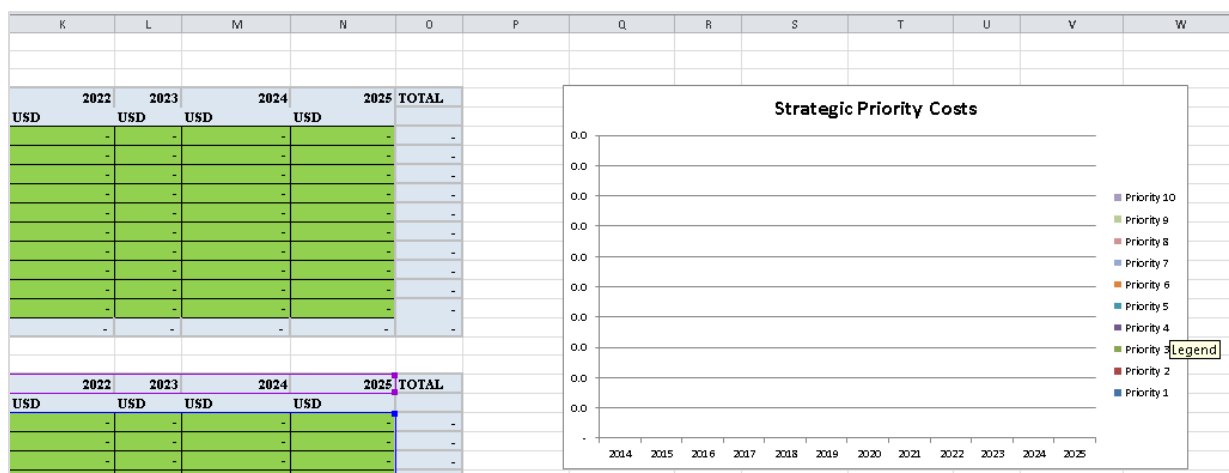 K L M N O P Q R S T U V W
2022 2023 2024 2025 TOTAL
USD USD USD USD
- - - - -
- - - - -
- - - - -
- - - - -
- - - - -
- - - - -
- - - - -
- - - - -
- - - - -
- - - - -
- - - - -
2022 2023 2024 2025 TOTAL
USD USD USD USD
- - - - -
- - - - -
- - - - -
Strategic Priority Costs
0.0
0.0
0.0
0.0
0.0
0.0
0.0
0.0
0.0
0.0
-
2014 2015 2016 2017 2018 2019 2020 2021 2022 2023 2024 2025
Priority 10
Priority 9
Priority 8
Priority 7
Priority 6
Priority 5
Priority 4
Priority 3 Legend
Priority 2
Priority 1